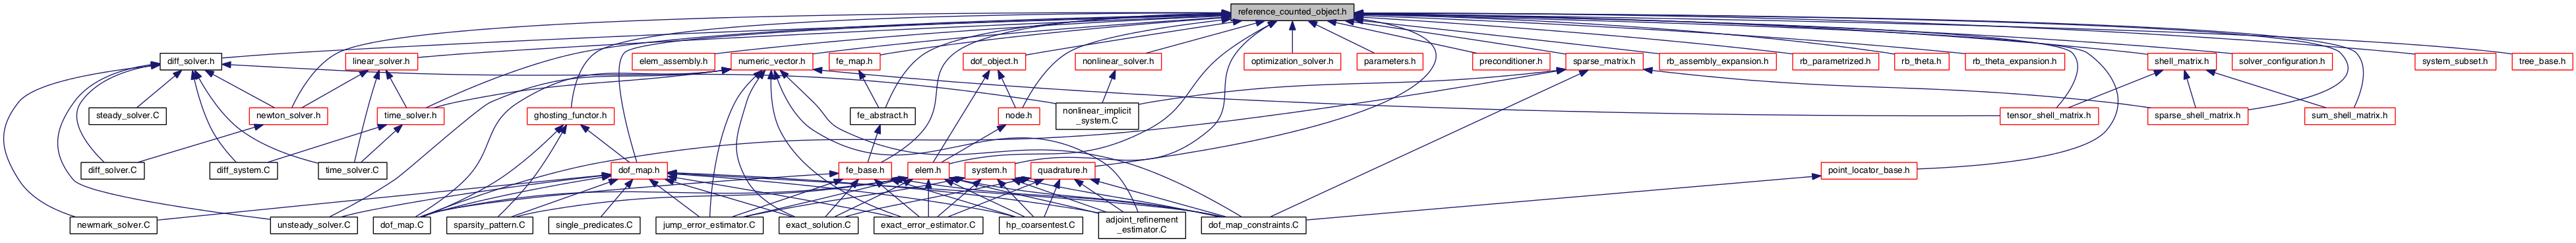 reference_counted_object.h
diff_solver.h
linear_solver.h
elem_assembly.h
numeric_vector.h
fe_map.h
dof_object.h
nonlinear_solver.h
optimization_solver.h
parameters.h
preconditioner.h
sparse_matrix.h
rb_assembly_expansion.h
rb_parametrized.h
rb_theta.h
rb_theta_expansion.h
shell_matrix.h
solver_configuration.h
system_subset.h
tree_base.h
steady_solver.C
newton_solver.h
time_solver.h
ghosting_functor.h
fe_abstract.h
node.h
nonlinear_implicit
_system.C
tensor_shell_matrix.h
sparse_shell_matrix.h
sum_shell_matrix.h
diff_solver.C
diff_system.C
time_solver.C
dof_map.h
fe_base.h
elem.h
system.h
quadrature.h
point_locator_base.h
newmark_solver.C
unsteady_solver.C
dof_map.C
sparsity_pattern.C
single_predicates.C
jump_error_estimator.C
exact_solution.C
exact_error_estimator.C
hp_coarsentest.C
adjoint_refinement
_estimator.C
dof_map_constraints.C